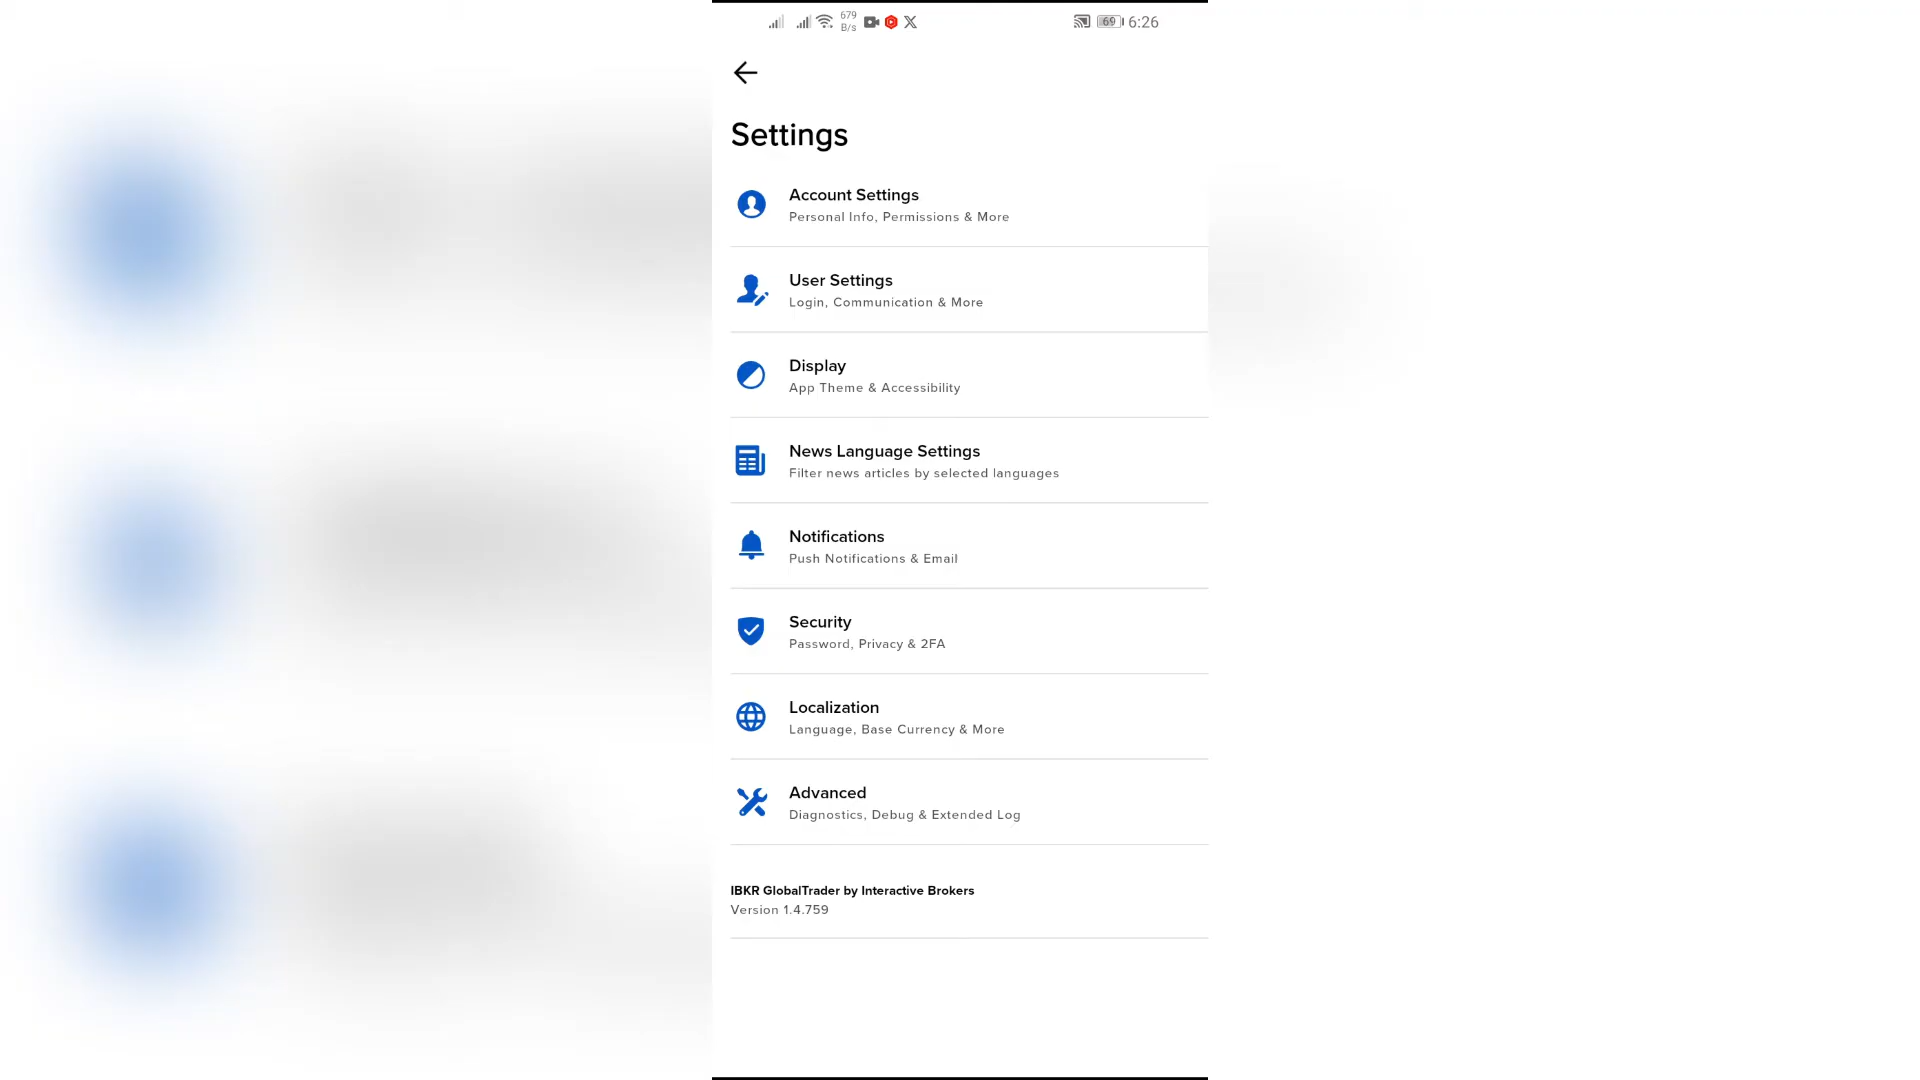 679
B/s
69
6:26
Settings
Account Settings
Personal Info, Permissions & More
User Settings
Login, Communication & More
Display
App Theme & Accessibility
News Language Settings
Filter news articles by selected languages
Notifications
Push Notifications & Email
Security
Password, Privacy & 2FA
Localization
Language, Base Currency & More
Advanced
Diagnostics, Debug & Extended Log
IBKR GlobalTrader by Interactive Brokers
Version 1.4.759